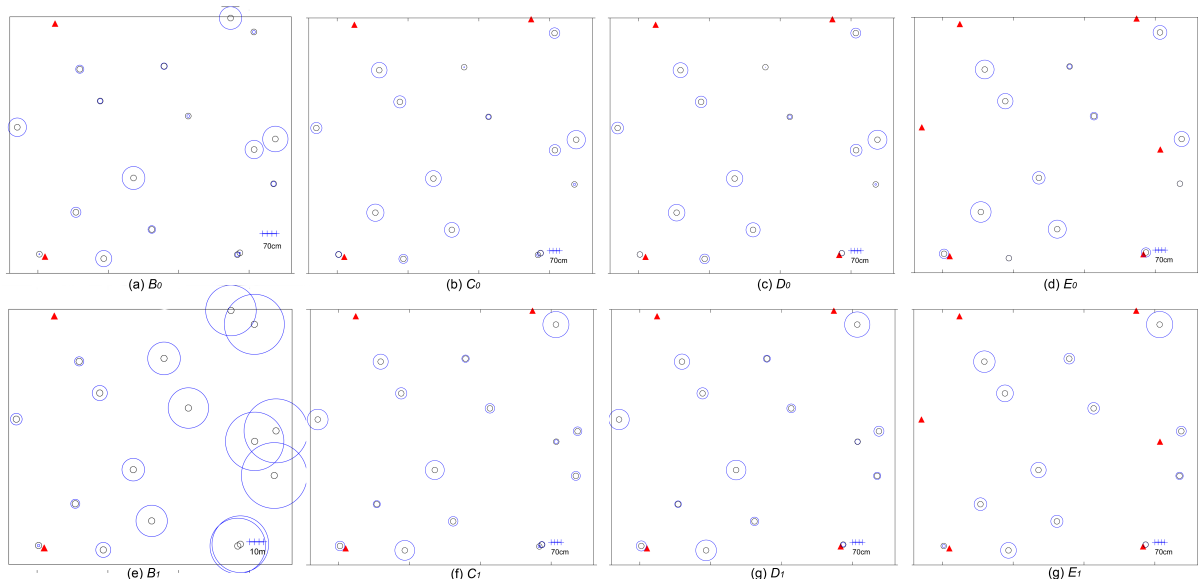 70cm
70cm
70cm
70cm
(a) B0
(b) C0
(c) D0
(d) E0
10m
70cm
70cm
70cm
(e) B1
(f) C1
(g) D1
(g) E1